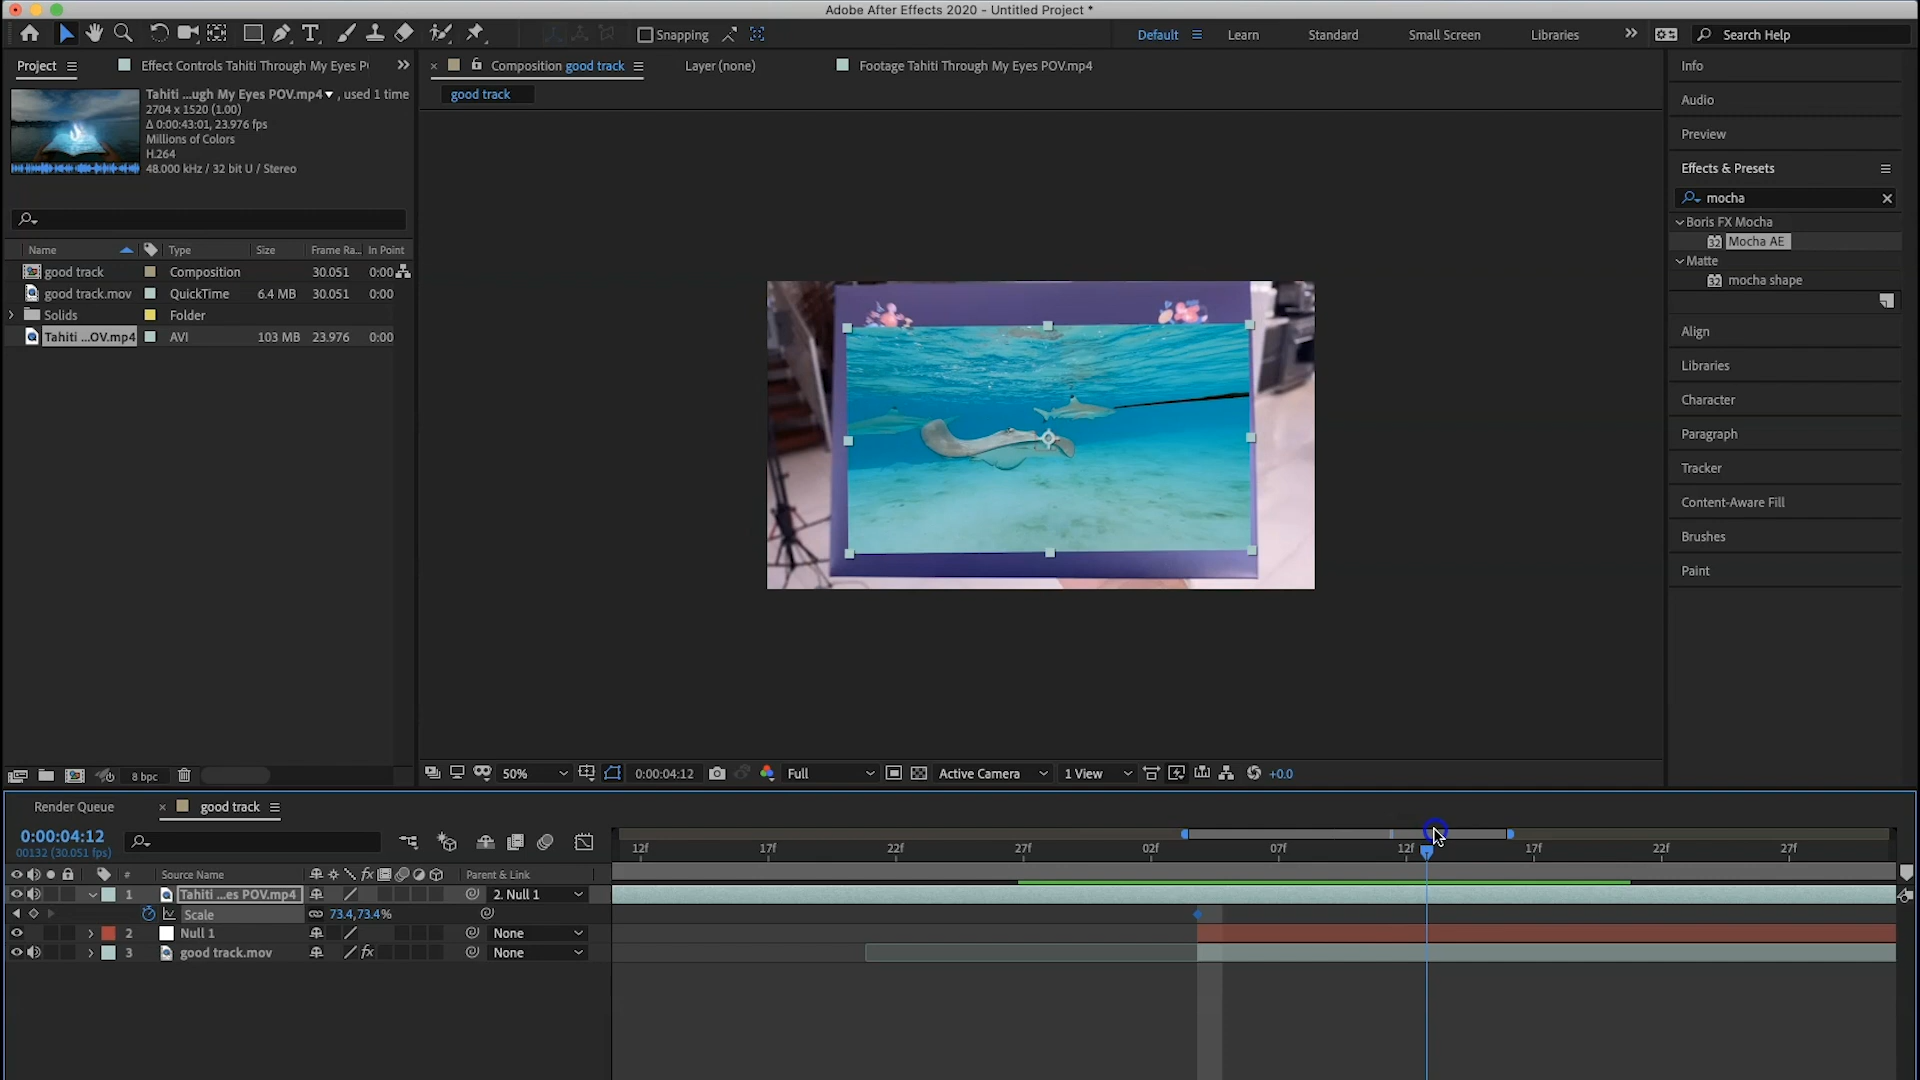 Adobe After Effects 2020 - Untitled Project *
Snapping
Default
Learn
Standard
Small Screen
Libraries
Search Help
Project
Effect Controls Tahiti Through My Eyes P
Composition good track
Layer (none)
Footage Tahiti Through My Eyes POV.mp4
good track
Tahiti ...ugh My Eyes POV.mp4 , used 1 time
2704 x 1520 (1.00)
Δ 0:00:43:01, 23.976 fps
Millions of Colors
H.264
48.000 kHz / 32 bit U / Stereo
Name Type Size Frame Ra... In Point
good track Composition 30.051 0:00
good track.mov QuickTime 6.4 MB 30.051 0:00
Solids Folder
Tahiti ...OV.mp4 AVI 103 MB 23.976 0:00
8 bpc
Info
Audio
Preview
Effects & Presets
mocha
Boris FX Mocha
32 Mocha AE
Matte
32 mocha shape
Align
Libraries
Character
Paragraph
Tracker
Content-Aware Fill
Brushes
Paint
50% 0:00:04:12 Full Active Camera 1 View +0.0
Render Queue
good track
0:00:04:12
00132 (30.051 fps)
12f 17f 22f 27f 02f 07f 12f 17f 22f 27f
# Source Name fx Parent & Link
1 Tahiti ...es POV.mp4 2. Null 1
Scale 73.4,73.4%
2 Null 1 None
3 good track.mov fx None